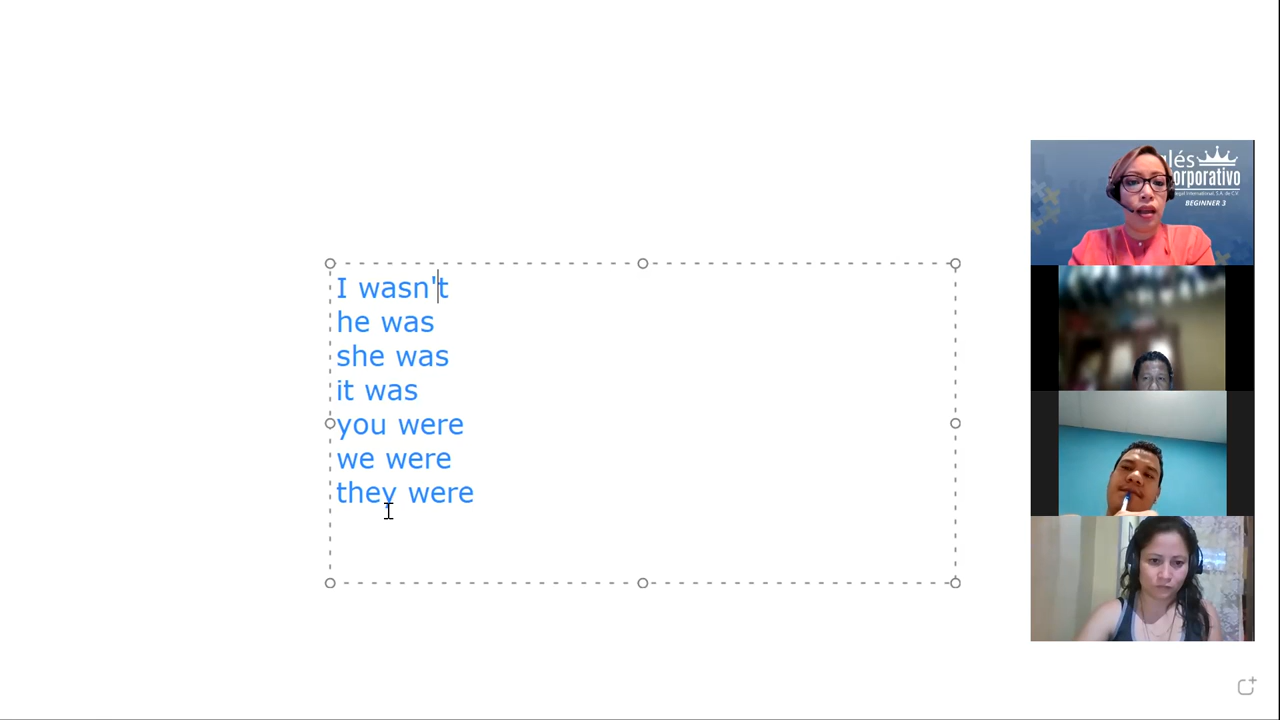 I wasn't
he was
she was
it was
you were
we were
they were
glés
orporativo
BEGINNER 3